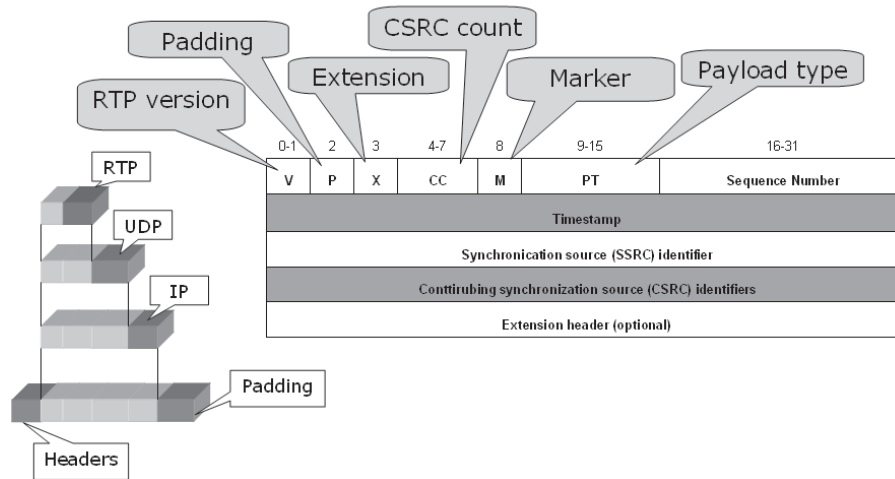 CSRC count
Padding
Extension
Marker
Payload type
RTP version
0-1 2 3 4-7 8 9-15 16-31
V P X CC M PT Sequence Number
Timestamp
Synchronication source (SSRC) identifier
Conttirubing synchronization source (CSRC) identifiers
Extension header (optional)
RTP
UDP
IP
Padding
Headers